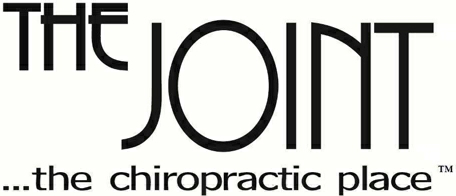 THE
JOINT
...the chiropractic place™